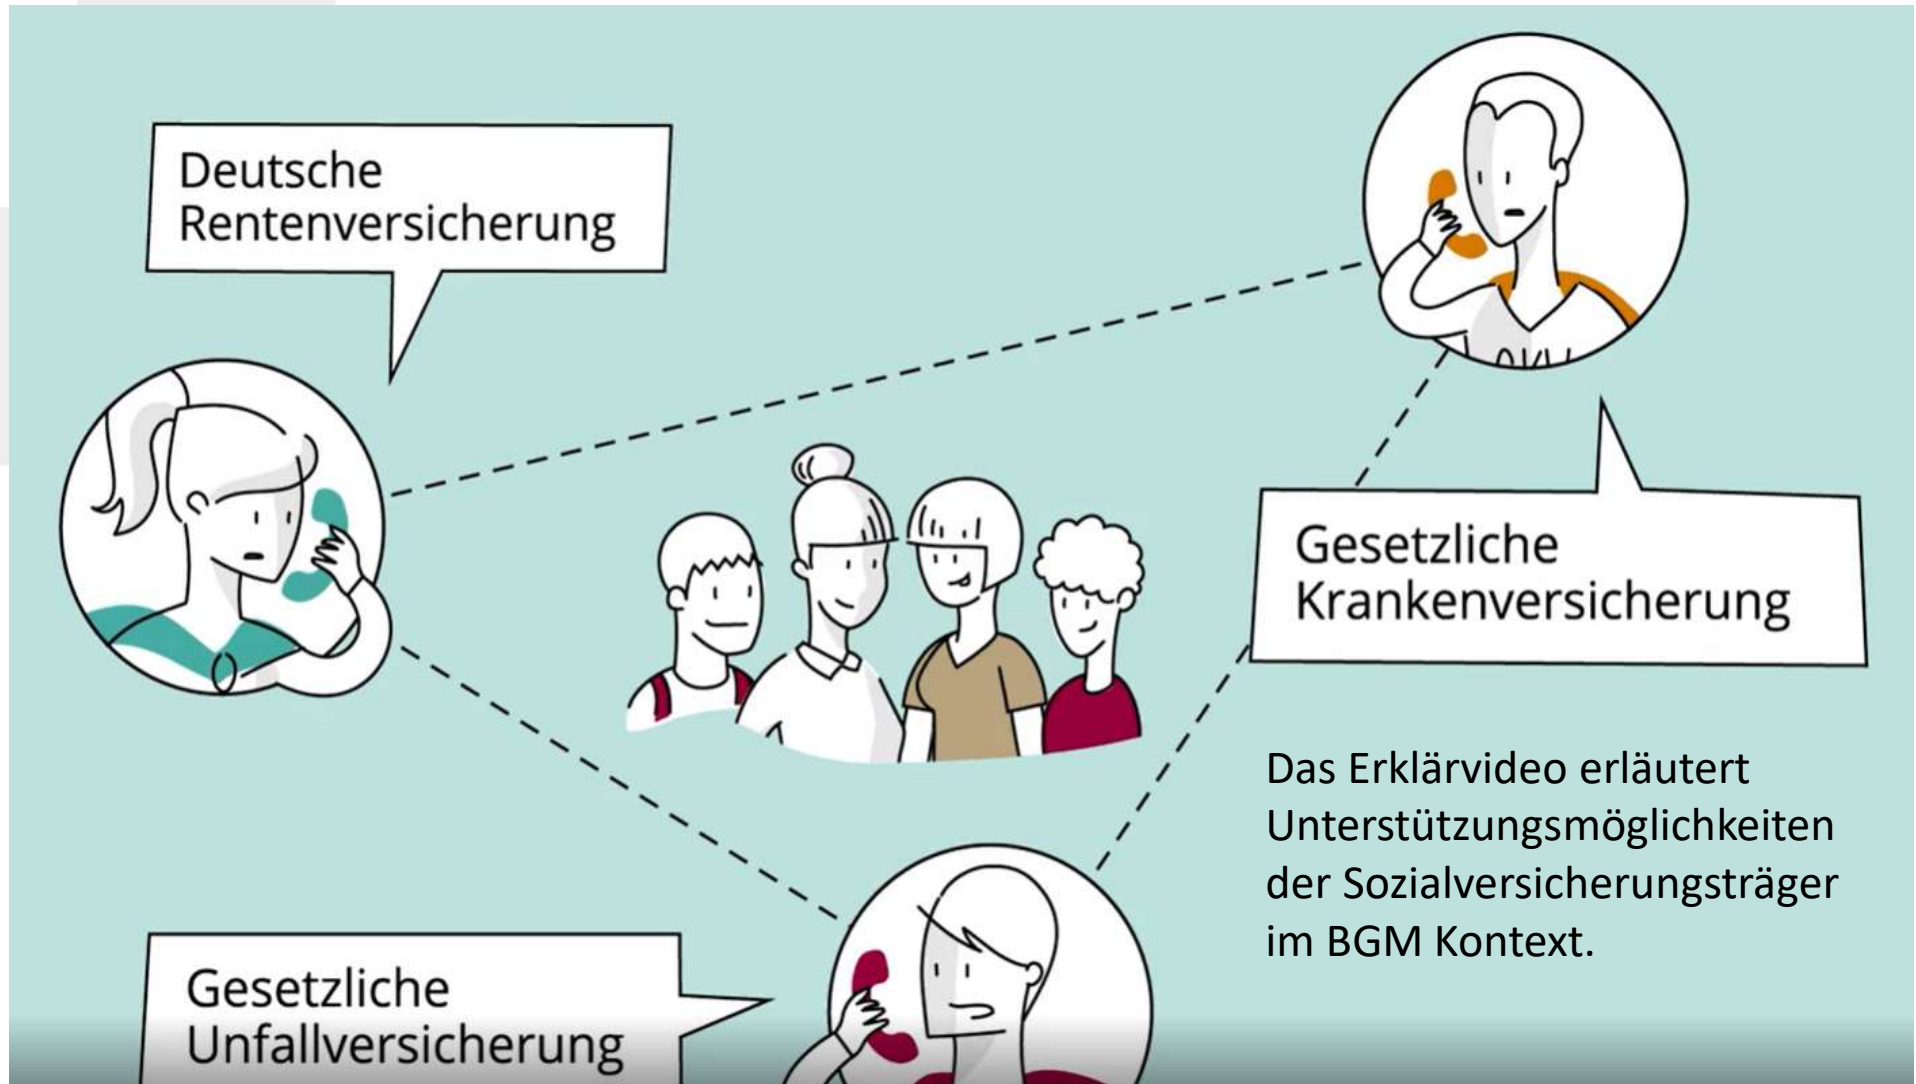 Deutsche
Rentenversicherung
Gesetzliche
Krankenversicherung
Das Erklärvideo erläutert
Unterstützungsmöglichkeiten
der Sozialversicherungsträger
im BGM Kontext.
Gesetzliche
Unfallversicherung